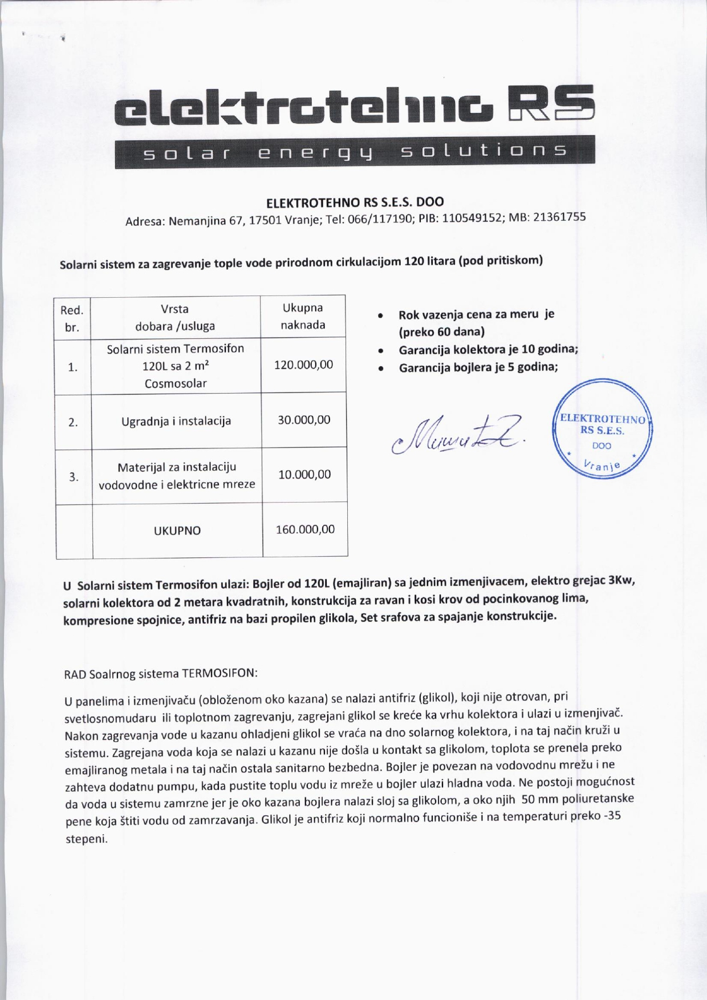 elektrotehno RS
solar energy solutions
ELEKTROTEHNO RS S.E.S. DOO
Adresa: Nemanjina 67, 17501 Vranje; Tel: 066/117190; PIB: 110549152; MB: 21361755
Solarni sistem za zagrevanje tople vode prirodnom cirkulacijom 120 litara (pod pritiskom)
Red.
br.
Vrsta
dobara /usluga
Ukupna
naknada
1.
Solarni sistem Termosifon
120L sa 2 m²
Cosmosolar
120.000,00
2.
Ugradnja i instalacija
30.000,00
3.
Materijal za instalaciju
vodovodne i elektricne mreze
10.000,00
UKUPNO
160.000,00
• Rok vazenja cena za meru je
(preko 60 dana)
• Garancija kolektora je 10 godina;
• Garancija bojlera je 5 godina;
ELEKTROTEHNO
RS S.E.S.
DOO
Vranje
U Solarni sistem Termosifon ulazi: Bojler od 120L (emajliran) sa jednim izmenjivacem, elektro grejac 3Kw,
solarni kolektora od 2 metara kvadratnih, konstrukcija za ravan i kosi krov od pocinkovanog lima,
kompresione spojnice, antifriz na bazi propilen glikola, Set srafova za spajanje konstrukcije.
RAD Soalrnog sistema TERMOSIFON:
U panelima i izmenjivaču (obloženom oko kazana) se nalazi antifriz (glikol), koji nije otrovan, pri
svetlosnomudaru ili toplotnom zagrevanju, zagrejani glikol se kreće ka vrhu kolektora i ulazi u izmenjivač.
Nakon zagrevanja vode u kazanu ohladjeni glikol se vraća na dno solarnog kolektora, i na taj način kruži u
sistemu. Zagrejana voda koja se nalazi u kazanu nije došla u kontakt sa glikolom, toplota se prenela preko
emajliranog metala i na taj način ostala sanitarno bezbedna. Bojler je povezan na vodovodnu mrežu i ne
zahteva dodatnu pumpu, kada pustite toplu vodu iz mreže u bojler ulazi hladna voda. Ne postoji mogućnost
da voda u sistemu zamrzne jer je oko kazana bojlera nalazi sloj sa glikolom, a oko njih 50 mm poliuretanske
pene koja štiti vodu od zamrzavanja. Glikol je antifriz koji normalno funcioniše i na temperaturi preko -35
stepeni.